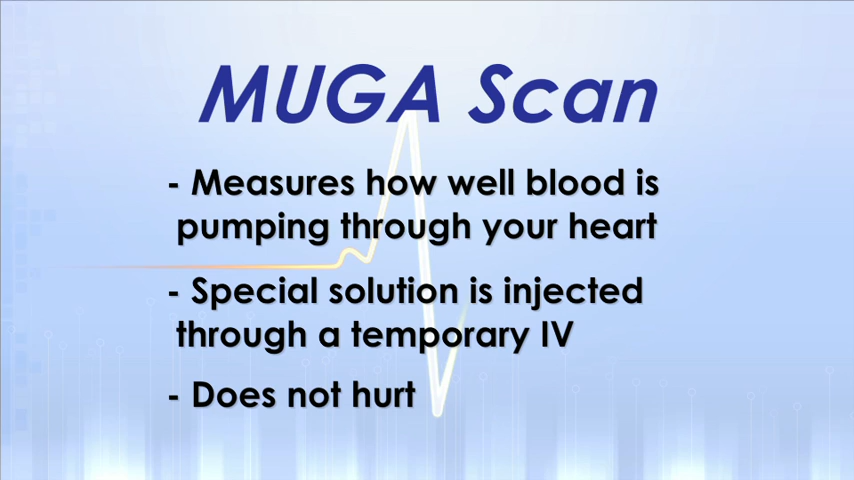 MUGA Scan
- Measures how well blood is
pumping through your heart
- Special solution is injected
through a temporary IV
- Does not hurt